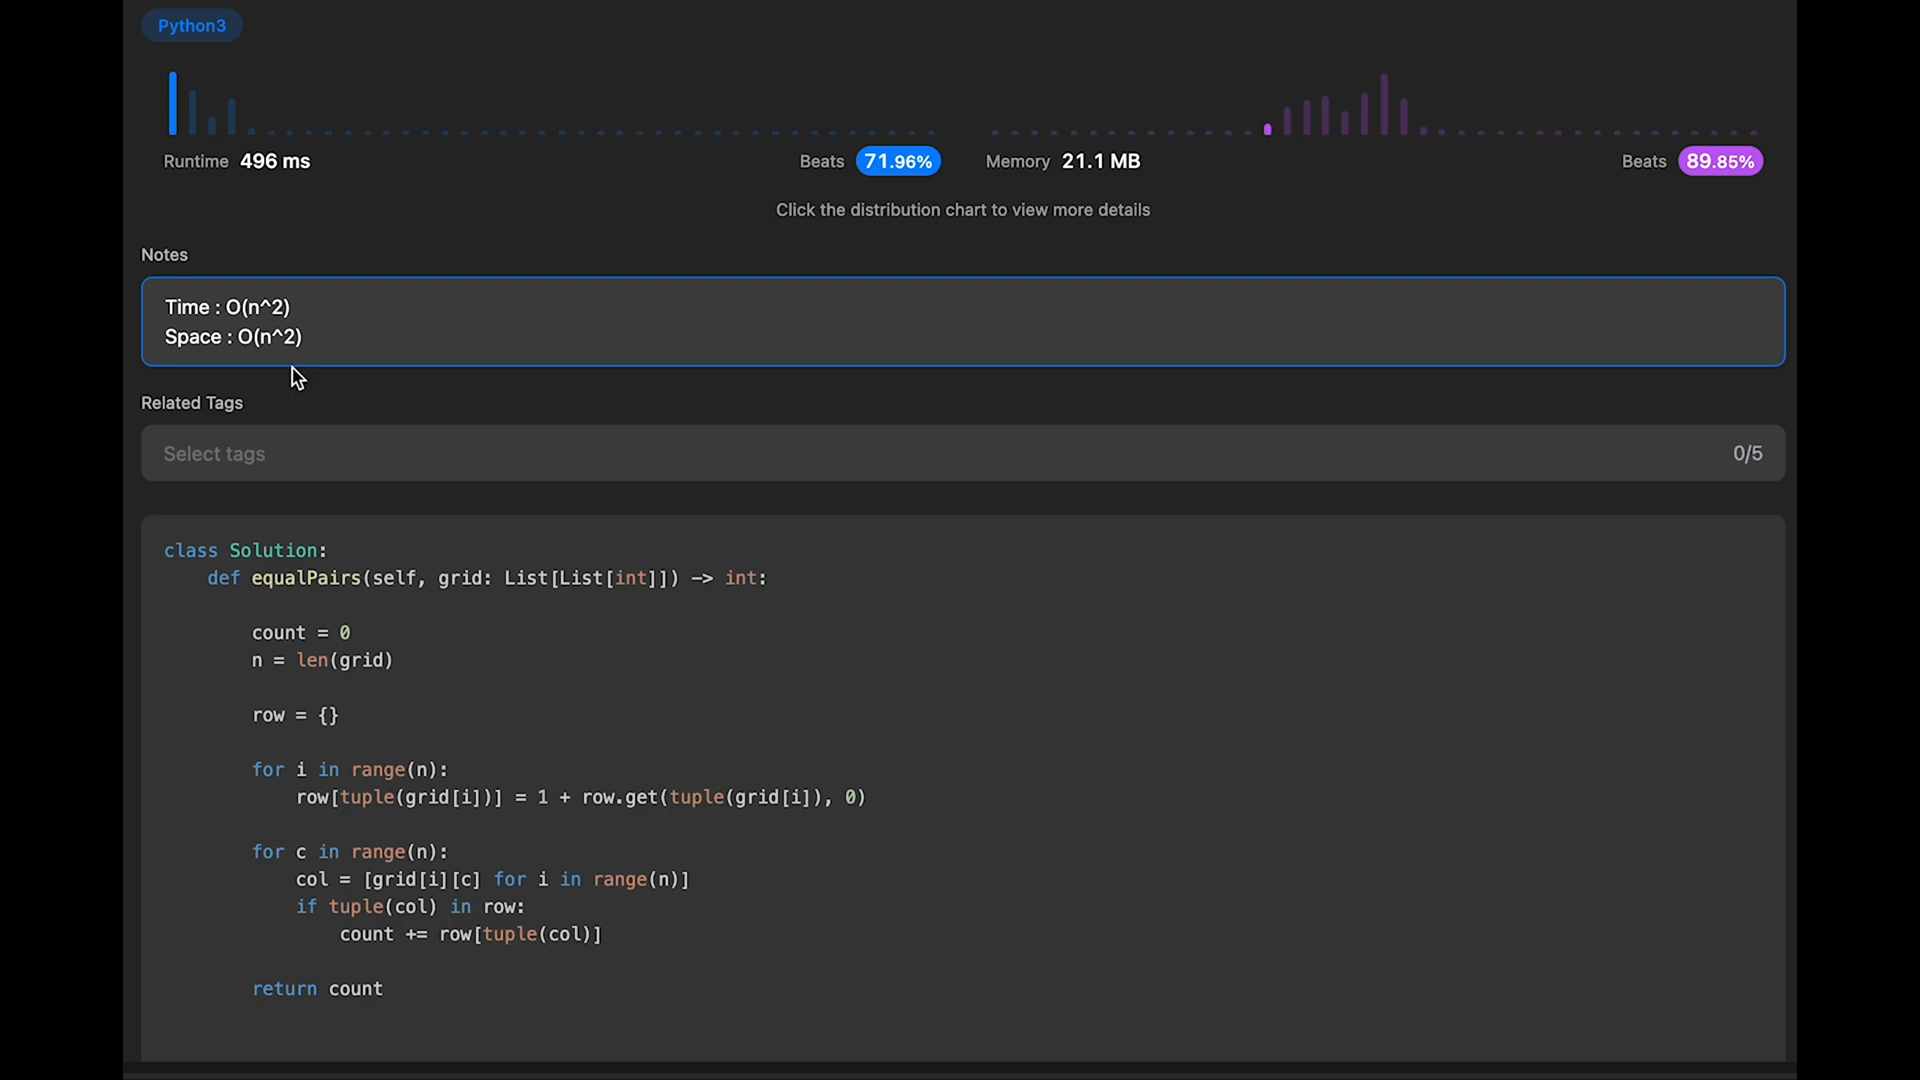 Python3
Runtime 496 ms Beats 71.96% Memory 21.1 MB Beats 89.85%
Click the distribution chart to view more details
Notes
Time : O(n^2)
Space : O(n^2)
Related Tags
Select tags 0/5
class Solution:
    def equalPairs(self, grid: List[List[int]]) -> int:
        count = 0
        n = len(grid)
        row = {}
        for i in range(n):
            row[tuple(grid[i])] = 1 + row.get(tuple(grid[i]), 0)
        for c in range(n):
            col = [grid[i][c] for i in range(n)]
            if tuple(col) in row:
                count += row[tuple(col)]
        return count